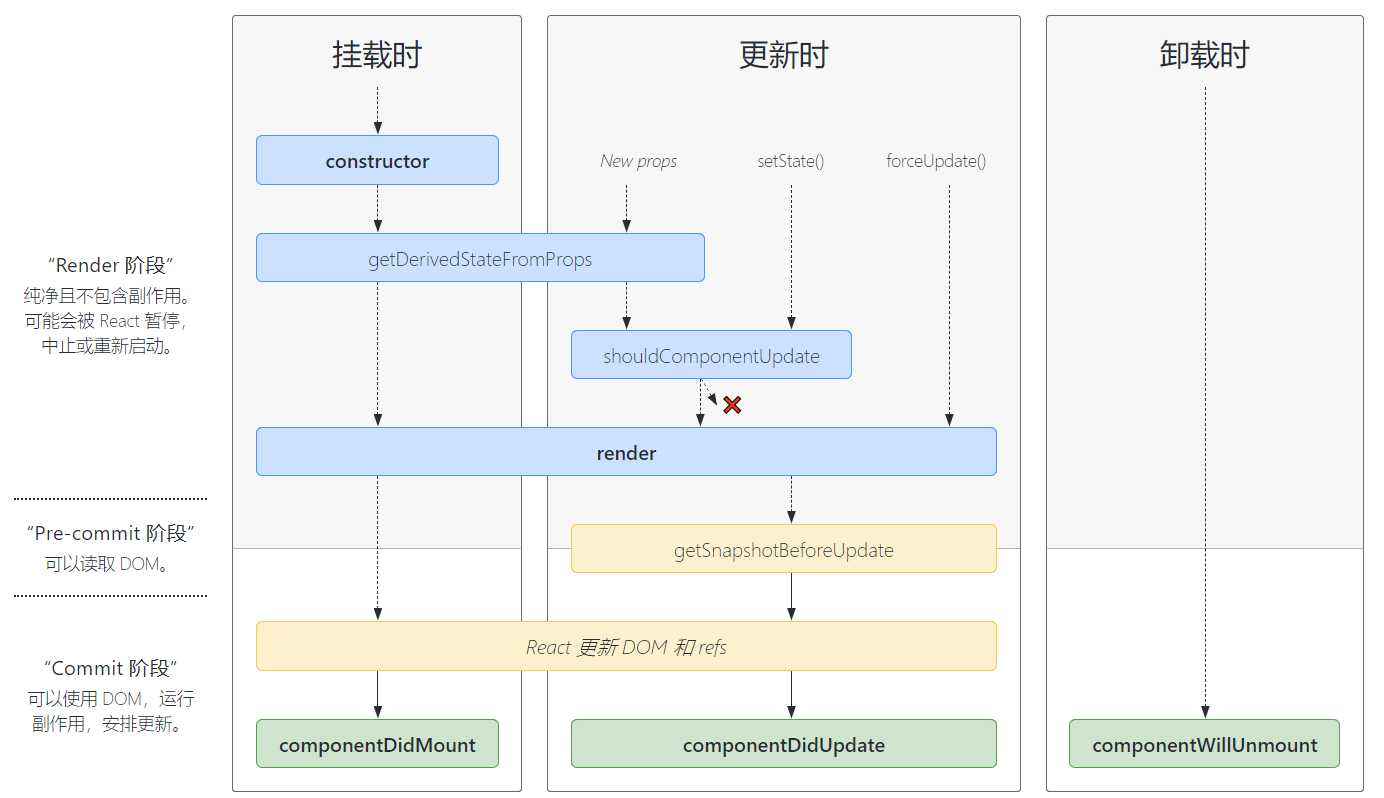 挂载时
更新时
卸载时
constructor
New props
setState()
forceUpdate()
getDerivedStateFromProps
“Render 阶段”
纯净且不包含副作用。
可能会被 React 暂停，
中止或重新启动。
shouldComponentUpdate
render
“Pre-commit 阶段”
可以读取 DOM。
getSnapshotBeforeUpdate
React 更新 DOM 和 refs
“Commit 阶段”
可以使用 DOM，运行
副作用，安排更新。
componentDidMount
componentDidUpdate
componentWillUnmount